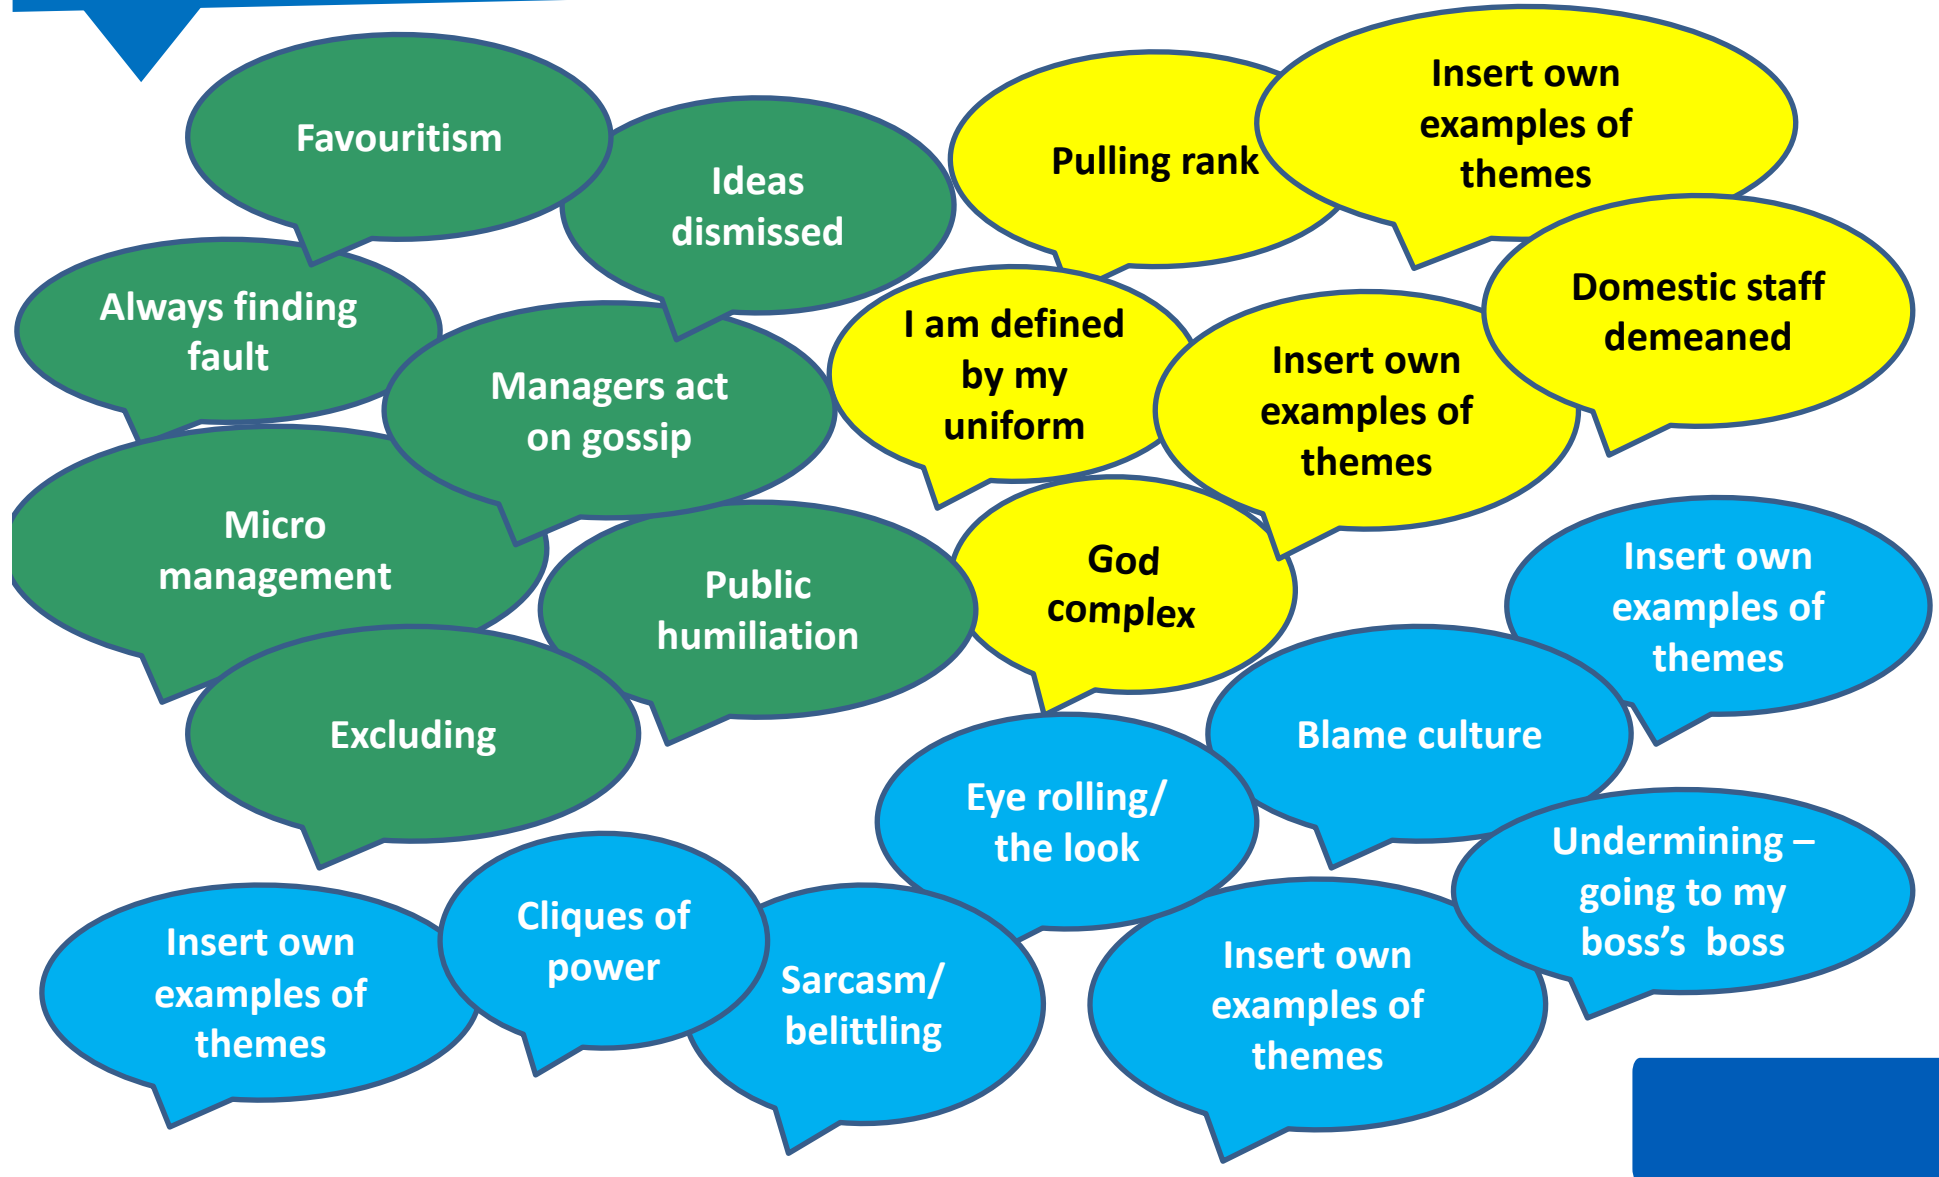 Favouritism
Ideas
dismissed
Pulling rank
Insert own
examples of
themes
Always finding
fault
Managers act
on gossip
I am defined
by my
uniform
Insert own
examples of
themes
Domestic staff
demeaned
Micro
management
Public
humiliation
God
complex
Insert own
examples of
themes
Excluding
Eye rolling/
the look
Blame culture
Undermining –
going to my
boss’s  boss
Insert own
examples of
themes
Cliques of
power
Sarcasm/
belittling
Insert own
examples of
themes